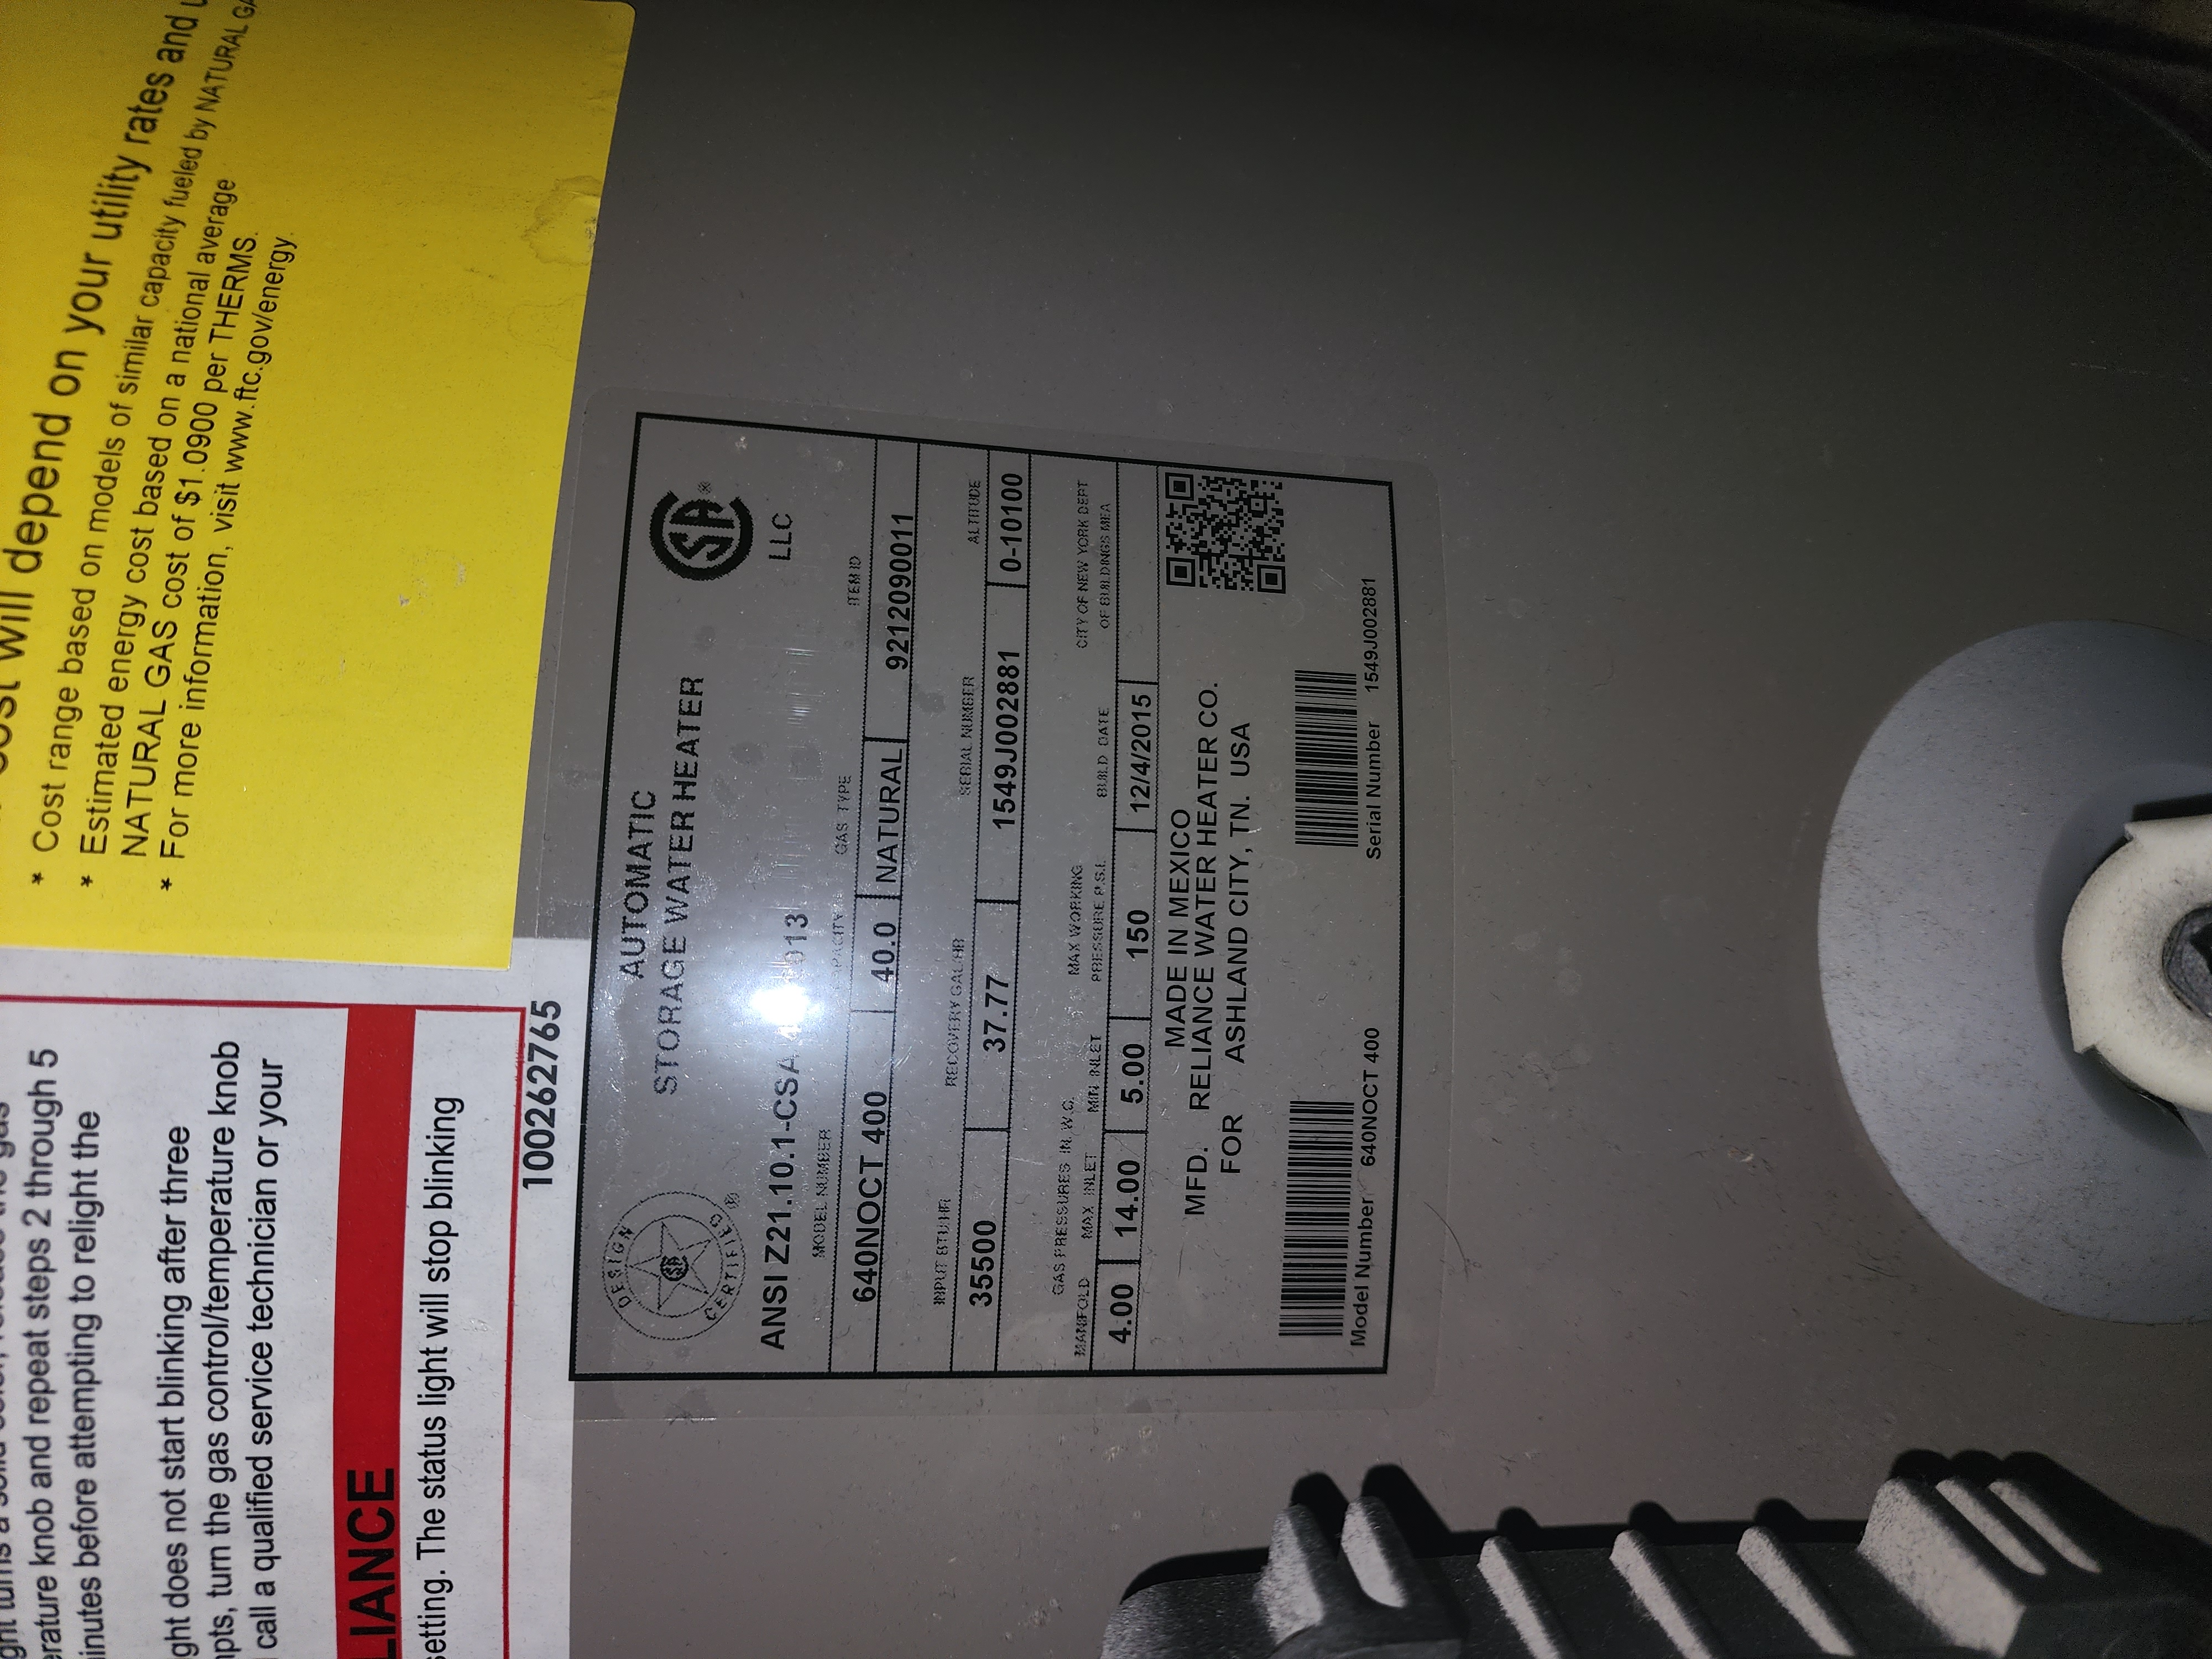 depend on your utility rates and
* Cost range based on models of similar capacity fueled by NATURAL
* Estimated energy cost based on a national average
NATURAL GAS cost of $1.0900 per THERMS.
* For more information, visit www.ftc.gov/energy.
knob and repeat steps 2 through 5
before attempting to relight the
does not start blinking after three
turn the gas control/temperature knob
call a qualified service technician or your
setting. The status light will stop blinking
100262765
AUTOMATIC
STORAGE WATER HEATER
DESIGN CERTIFIED ®
SA ®
ANSI Z21.10.1-CSA
LLC
MODEL NUMBER GAS TYPE ITEM ID
640NOCT 400 40.0 NATURAL 9212090011
INPUT BTU/HR RECOVERY GAL/HR SERIAL NUMBER ALTITUDE
35500 37.77 1549J002881 0-10100
GAS PRESSURES IN. W.C. MAX WORKING CITY OF NEW YORK DEPT
MANIFOLD MAX INLET MIN INLET PRESSURE P.S.I. BUILD DATE OF BUILDINGS MEA
4.00 14.00 5.00 150 12/4/2015
MADE IN MEXICO
MFD. RELIANCE WATER HEATER CO.
FOR ASHLAND CITY, TN. USA
Model Number 640NOCT 400
Serial Number 1549J002881